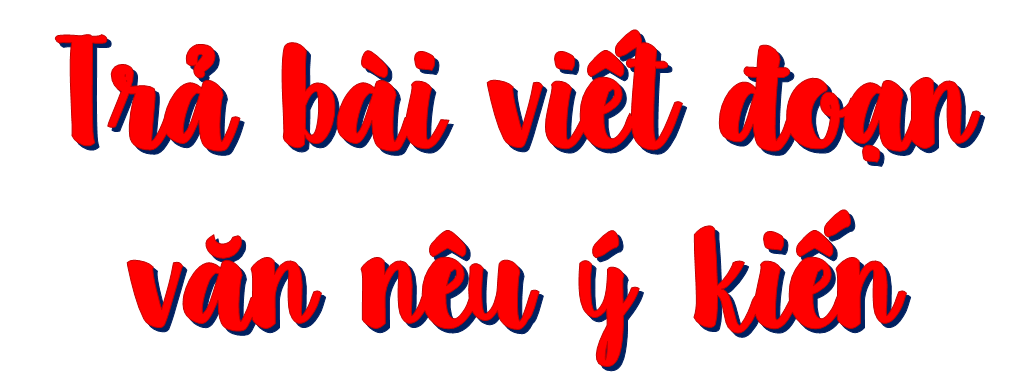 Trả bài viết đoạn
văn nêu ý kiến